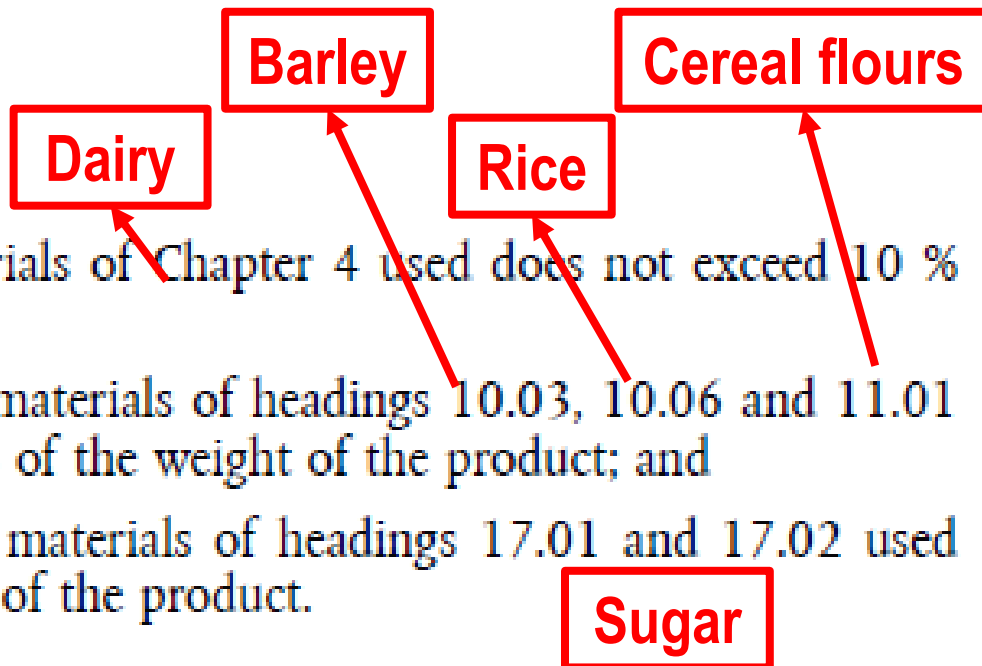 Barley
Cereal flours
Dairy
Rice
rials of Chapter 4 used does not exceed 10 %
materials of headings 10.03, 10.06 and 11.01
of the weight of the product; and
materials of headings 17.01 and 17.02 used
of the product.
Sugar